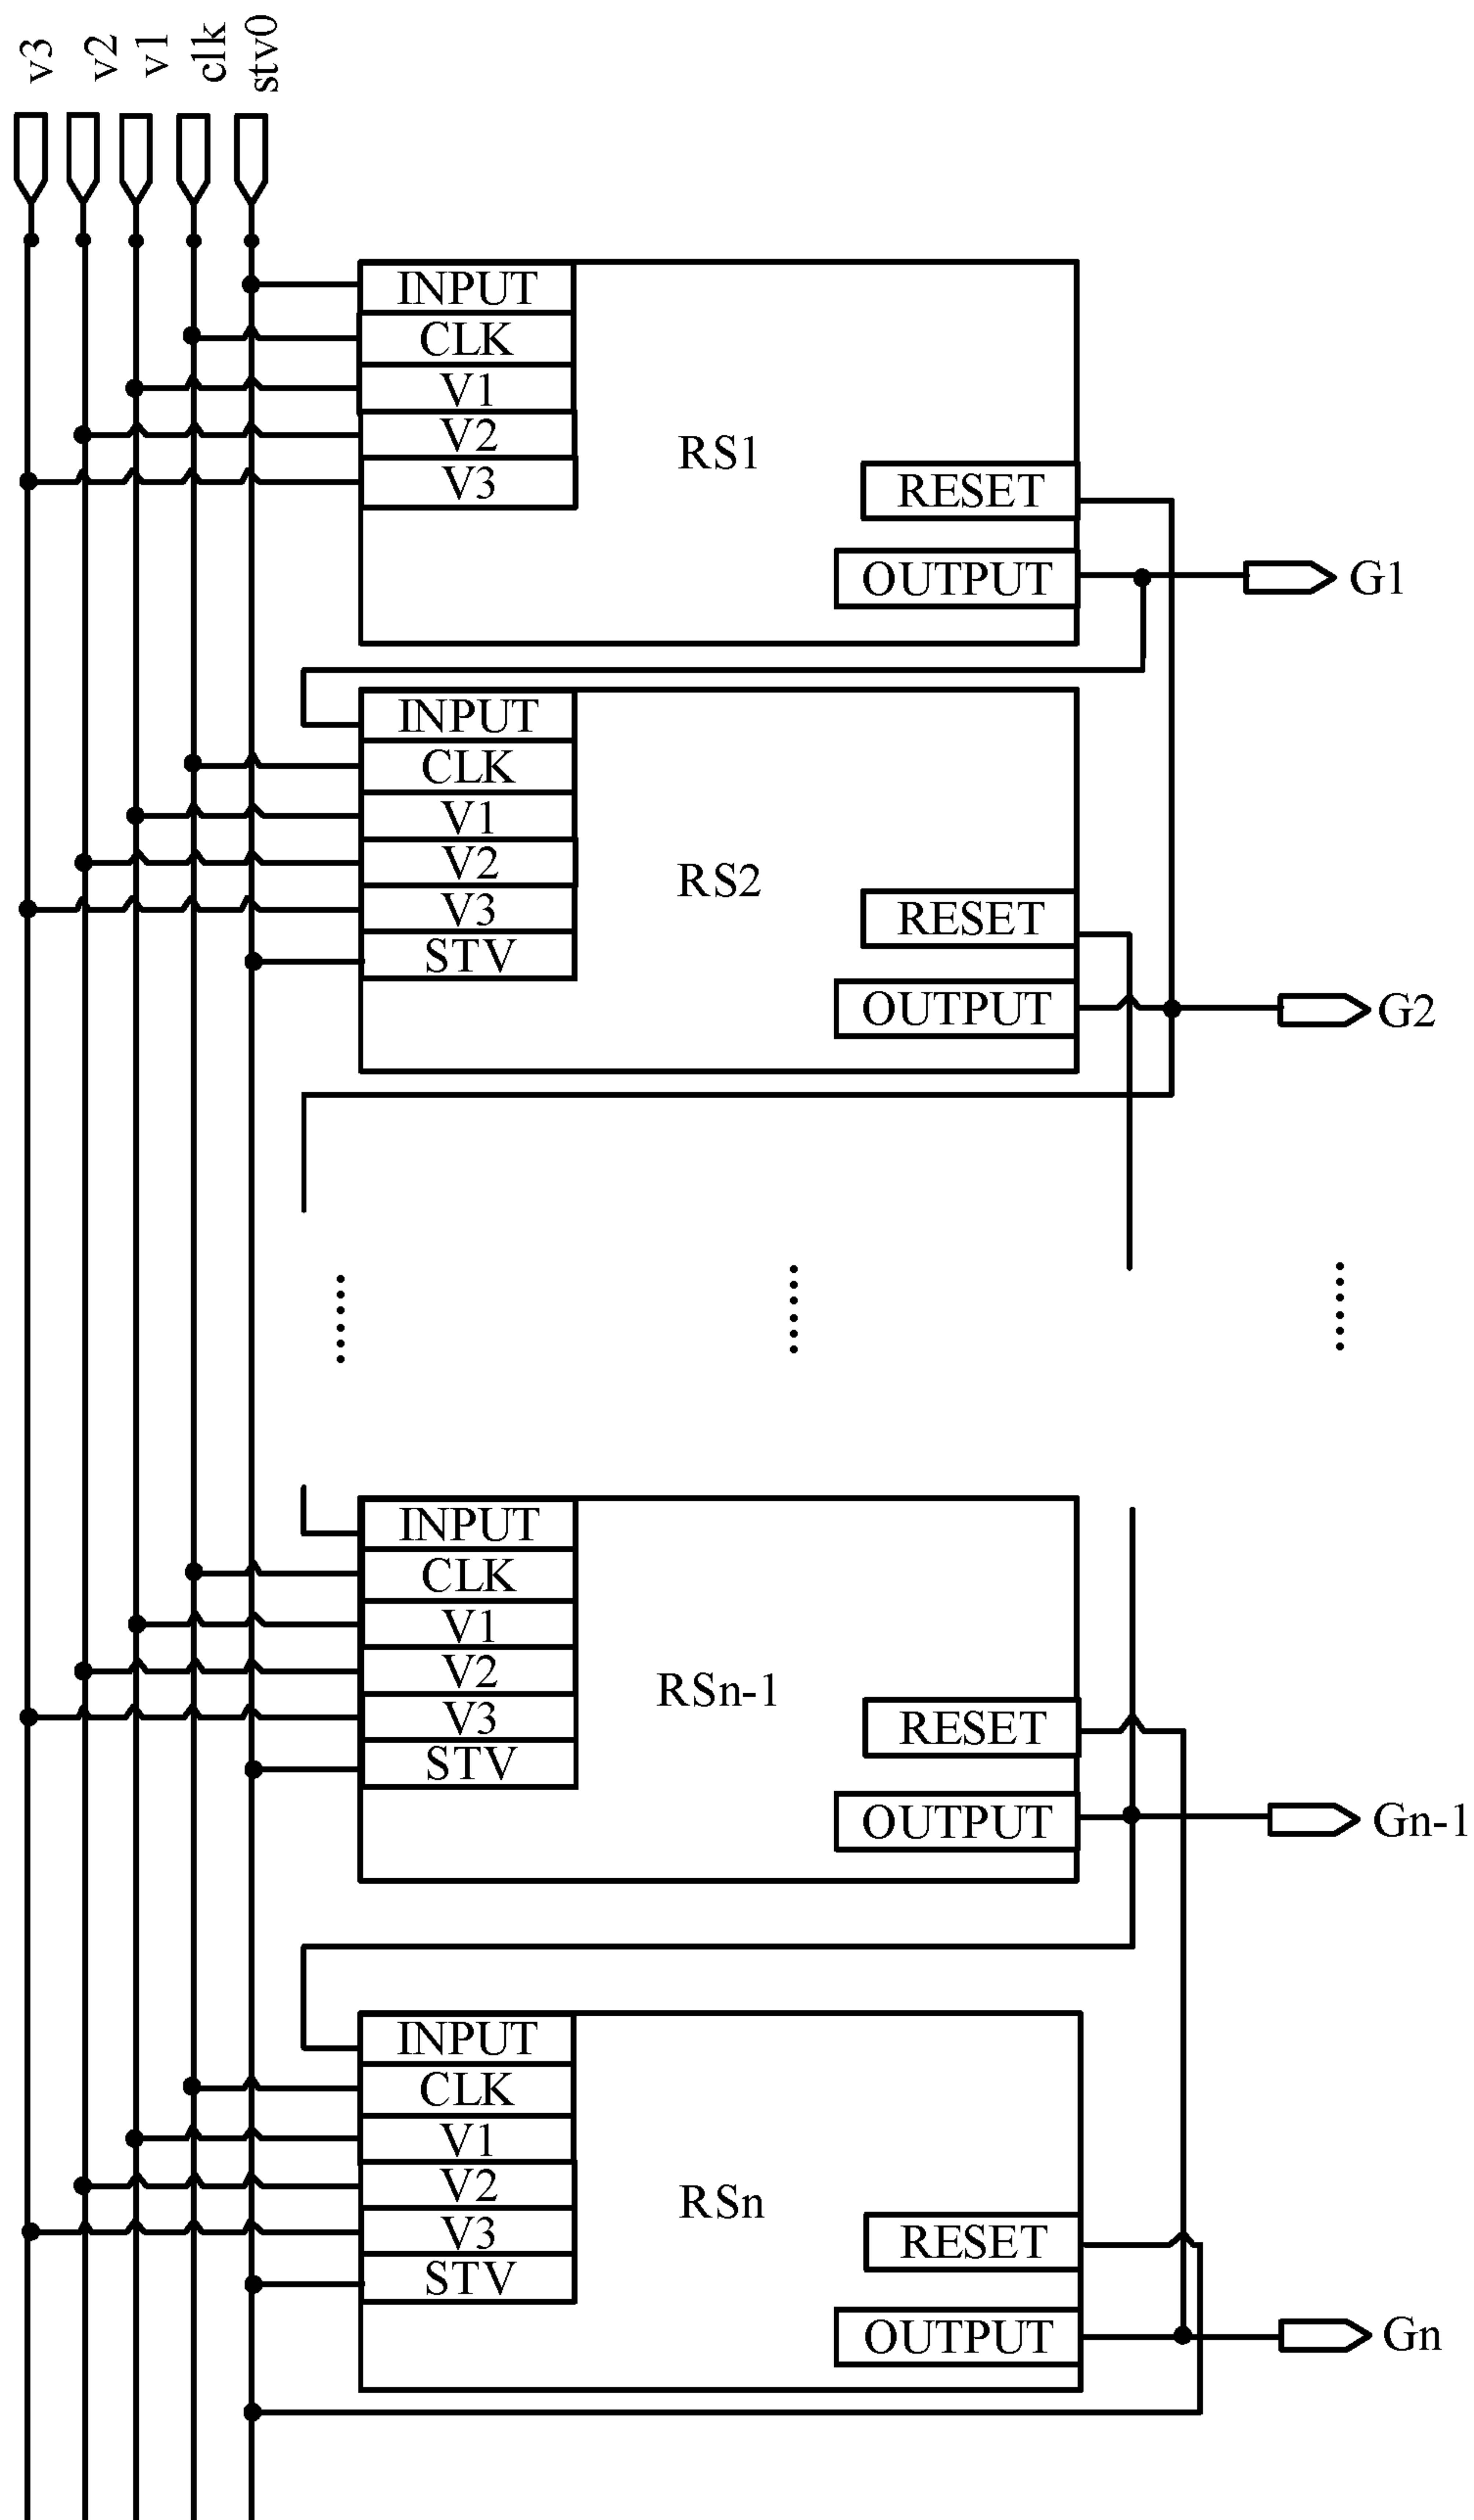 v3
v2
v1
clk
stv0
INPUT
CLK
V1
V2
V3
RS1
RESET
OUTPUT
G1
INPUT
CLK
V1
V2
V3
STV
RS2
RESET
OUTPUT
G2
INPUT
CLK
V1
V2
V3
STV
RSn-1
RESET
OUTPUT
Gn-1
INPUT
CLK
V1
V2
V3
STV
RSn
RESET
OUTPUT
Gn